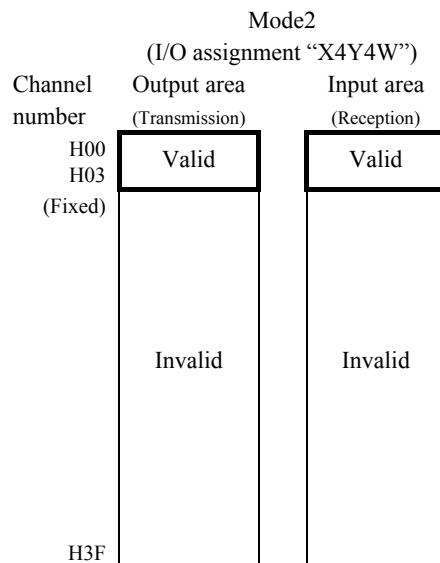 Mode2
(I/O assignment “X4Y4W”)
Channel number
Output area (Transmission)
Input area (Reception)
H00
H03
(Fixed)
Valid
Valid
Invalid
Invalid
H3F